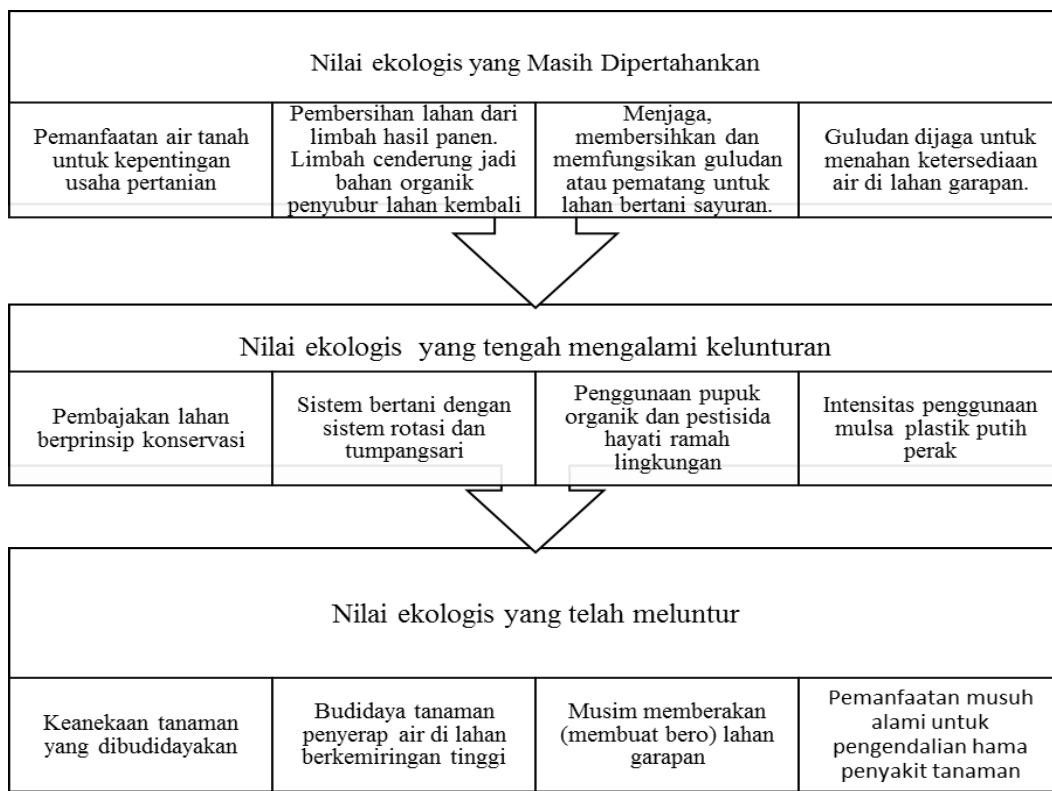 Nilai ekologis yang Masih Dipertahankan
Pemanfaatan air tanah
untuk kepentingan
usaha pertanian
Pembersihan lahan dari
limbah hasil panen.
Limbah cenderung jadi
bahan organik
penyubur lahan kembali
Menjaga,
membersihkan dan
memfungsikan guludan
atau pematang untuk
lahan bertani sayuran.
Guludan dijaga untuk
menahan ketersediaan
air di lahan garapan.
Nilai ekologis yang tengah mengalami kelunturan
Pembajakan lahan
berprinsip konservasi
Sistem bertani dengan
sistem rotasi dan
tumpangsari
Penggunaan pupuk
organik dan pestisida
hayati ramah
lingkungan
Intensitas penggunaan
mulsa plastik putih
perak
Nilai ekologis yang telah meluntur
Keanekaan tanaman
yang dibudidayakan
Budidaya tanaman
penyerap air di lahan
berkemiringan tinggi
Musim memberakan
(membuat bero) lahan
garapan
Pemanfaatan musuh
alami untuk
pengendalian hama
penyakit tanaman